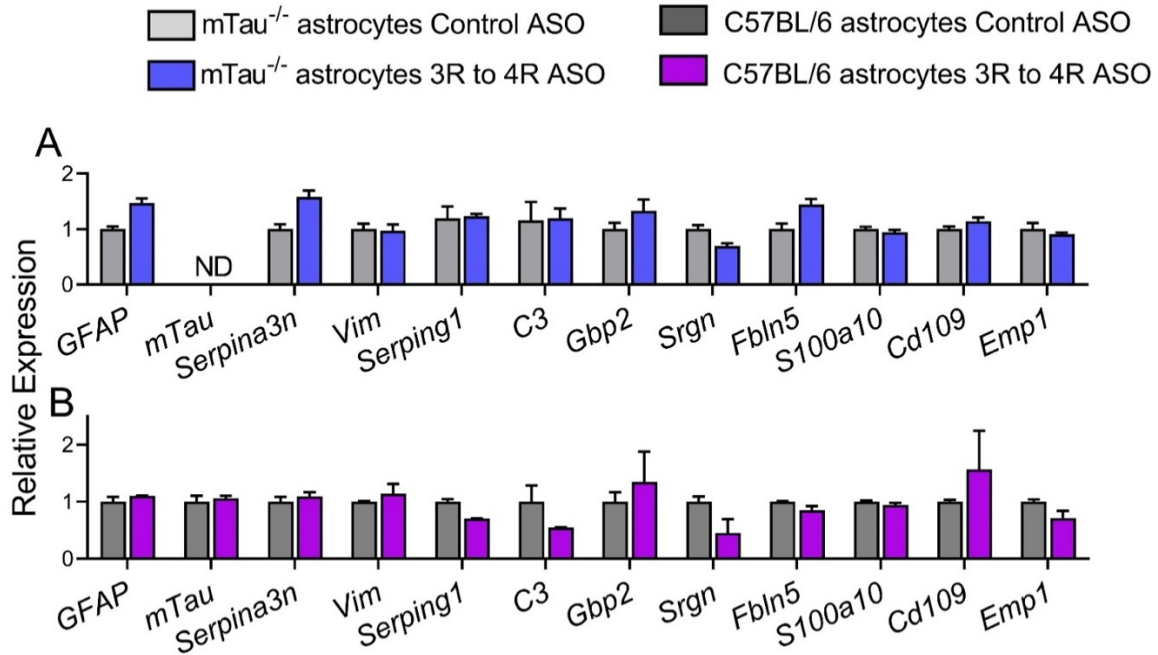 mTau-/- astrocytes Control ASO
C57BL/6 astrocytes Control ASO
mTau-/- astrocytes 3R to 4R ASO
C57BL/6 astrocytes 3R to 4R ASO
A
2
1
0
ND
GFAP
mTau
Serpina3n
Vim
Serping1
C3
Gbp2
Srgn
Fbln5
S100a10
Cd109
Emp1
Relative Expression
B
2
1
0
GFAP
mTau
Serpina3n
Vim
Serping1
C3
Gbp2
Srgn
Fbln5
S100a10
Cd109
Emp1